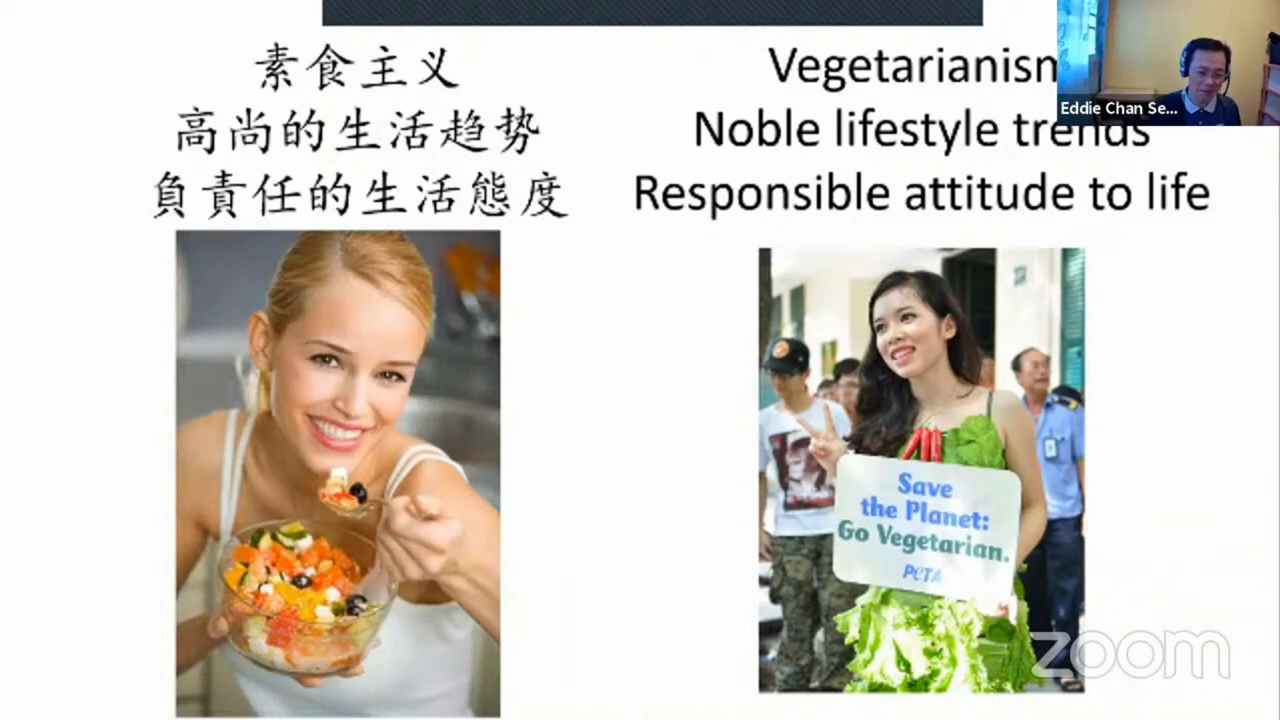 素食主义
高尚的生活趋势
負責任的生活態度
Vegetarianism
Noble lifestyle trends
Responsible attitude to life
Eddie Chan Se...
Save
the Planet:
Go Vegetarian.
PETA
zoom